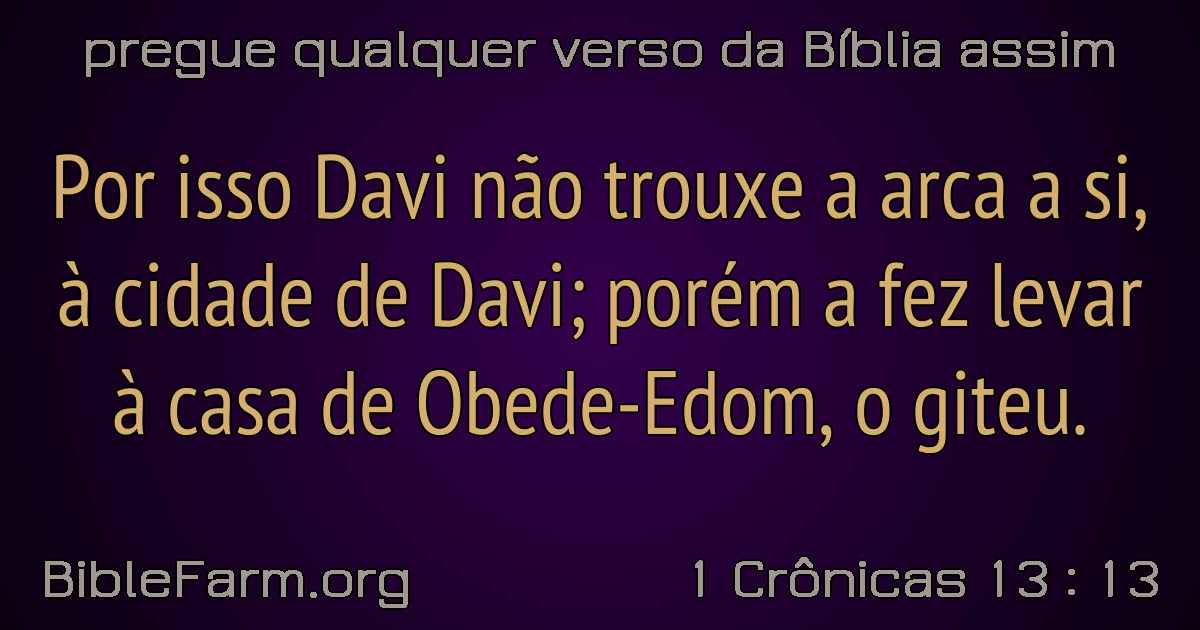 pregue qualquer verso da Bíblia assim
Por isso Davi não trouxe a arca a si,
à cidade de Davi; porém a fez levar
à casa de Obede-Edom, o giteu.
BibleFarm.org
1 Crônicas 13 : 13